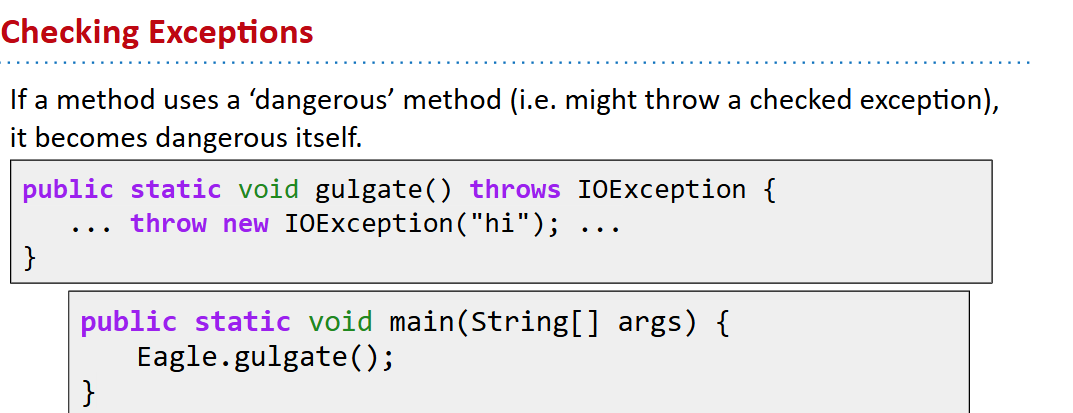 Checking Exceptions
If a method uses a ‘dangerous’ method (i.e. might throw a checked exception),
it becomes dangerous itself.
public static void gulgate() throws IOException {
   ... throw new IOException("hi"); ...
}
public static void main(String[] args) {
   Eagle.gulgate();
}